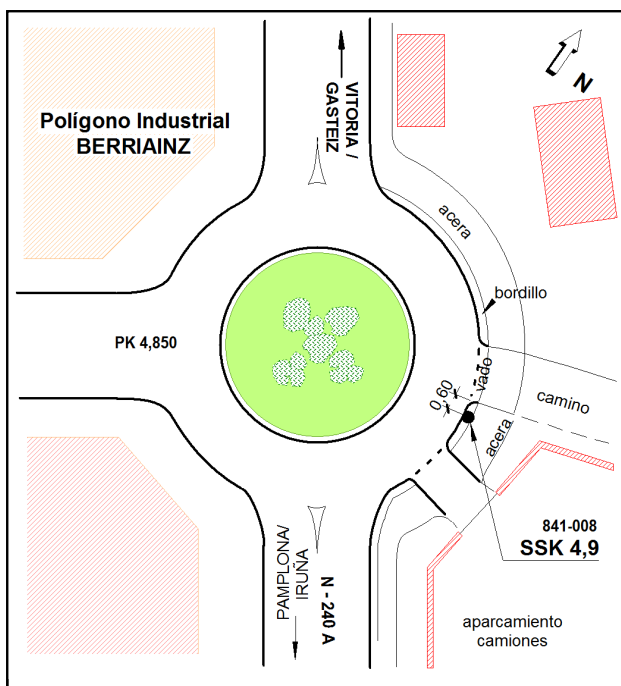 Polígono Industrial
BERRIAINZ
VITORIA /
GASTEIZ
N
acera
bordillo
PK 4,850
vado
camino
0,60
acera
841-008
SSK 4,9
PAMPLONA/
IRUÑA
N - 240 A
aparcamiento
camiones